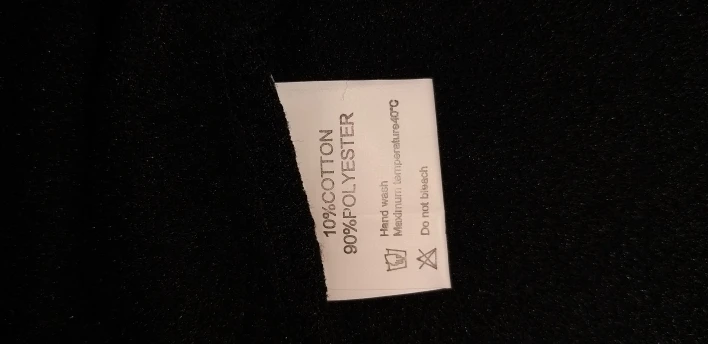 10%COTTON
90%POLYESTER
Hand wash
Maximum temperature40°C
Do not bleach